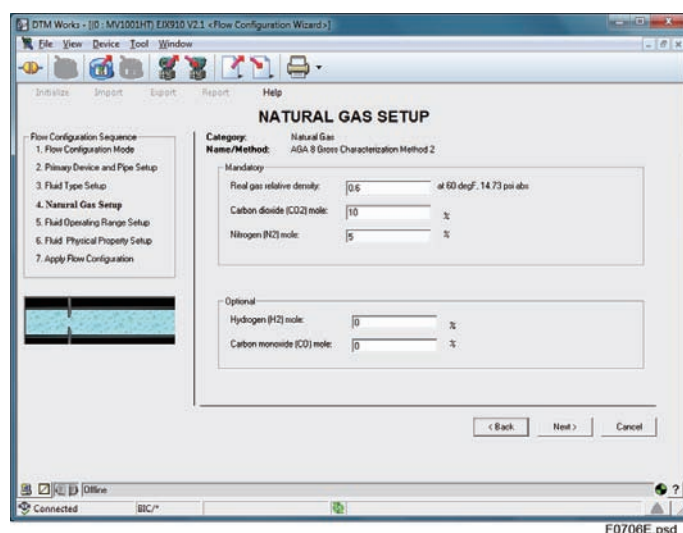 DTM Works - [(0 : MV1001HT) EJX910 V2.1 <Flow Configuration Wizard>]
File View Device Tool Window
Initialize Import Export Report Help
NATURAL GAS SETUP
Flow Configuration Sequence
1. Flow Configuration Mode
2. Primary Device and Pipe Setup
3. Fluid Type Setup
4. Natural Gas Setup
5. Fluid Operating Range Setup
6. Fluid Physical Property Setup
7. Apply Flow Configuration
Category: Natural Gas
Name/Method: AGA 8 Gross Characterization Method 2
Mandatory
Real gas relative density: 0.6 at 60 degF, 14.73 psi abs
Carbon dioxide (CO2) mole: 10 %
Nitrogen (N2) mole: 5 %
Optional
Hydrogen (H2) mole: 0 %
Carbon monoxide (CO) mole: 0 %
< Back Next > Cancel
Offline ?
Connected BIC/*
F0706E.psd